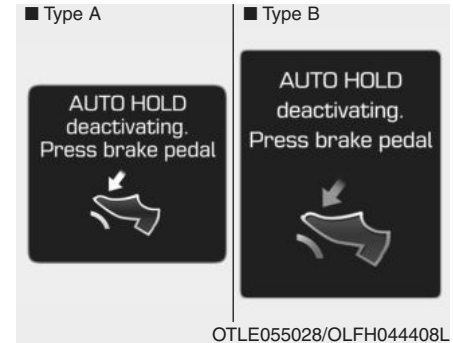 ■ Type A
AUTO HOLD
deactivating.
Press brake pedal
■ Type B
AUTO HOLD
deactivating.
Press brake pedal
OTLE055028/OLFH044408L